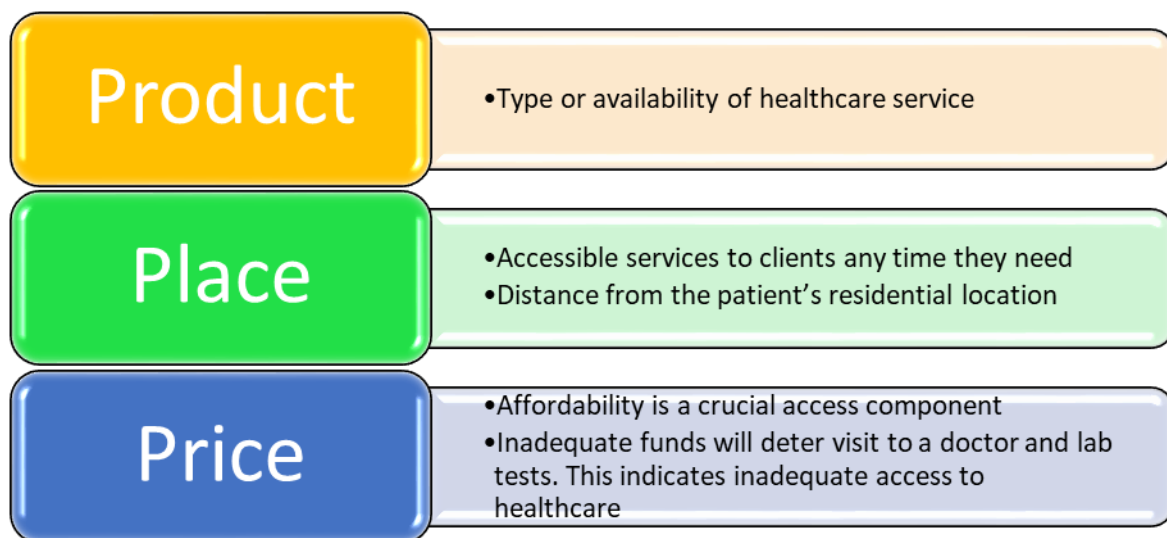 Product
•Type or availability of healthcare service
Place
•Accessible services to clients any time they need
•Distance from the patient’s residential location
Price
•Affordability is a crucial access component
•Inadequate funds will deter visit to a doctor and lab
tests. This indicates inadequate access to
healthcare